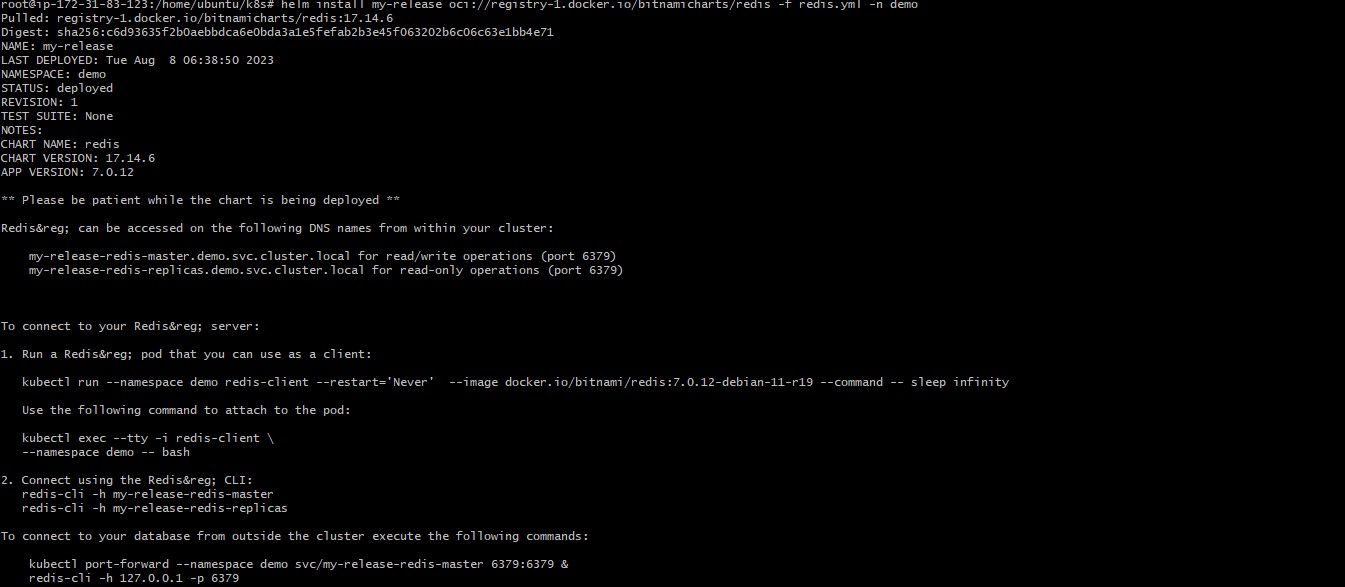 root@ip-172-31-83-123:/home/ubuntu/k8s# helm install my-release oci://registry-1.docker.io/bitnamicharts/redis -f redis.yml -n demo
Pulled: registry-1.docker.io/bitnamicharts/redis:17.14.6
Digest: sha256:c6d93635f2b0aebbdca6e0bda3a1e5fefab2b3e45f063202b6c06c63e1bb4e71
NAME: my-release
LAST DEPLOYED: Tue Aug  8 06:38:50 2023
NAMESPACE: demo
STATUS: deployed
REVISION: 1
TEST SUITE: None
NOTES:
CHART NAME: redis
CHART VERSION: 17.14.6
APP VERSION: 7.0.12
** Please be patient while the chart is being deployed **
Redis&reg; can be accessed on the following DNS names from within your cluster:
my-release-redis-master.demo.svc.cluster.local for read/write operations (port 6379)
my-release-redis-replicas.demo.svc.cluster.local for read-only operations (port 6379)
To connect to your Redis&reg; server:
1. Run a Redis&reg; pod that you can use as a client:
kubectl run --namespace demo redis-client --restart='Never'  --image docker.io/bitnami/redis:7.0.12-debian-11-r19 --command -- sleep infinity
Use the following command to attach to the pod:
kubectl exec --tty -i redis-client \
--namespace demo -- bash
2. Connect using the Redis&reg; CLI:
redis-cli -h my-release-redis-master
redis-cli -h my-release-redis-replicas
To connect to your database from outside the cluster execute the following commands:
kubectl port-forward --namespace demo svc/my-release-redis-master 6379:6379 &
redis-cli -h 127.0.0.1 -p 6379